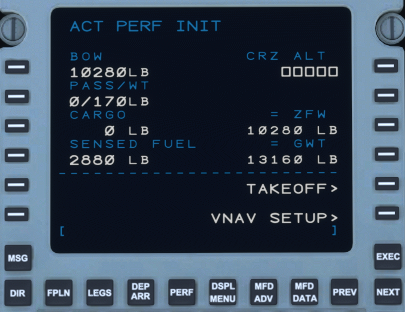 ACT PERF INIT
BOW CRZ ALT
10280LB □□□□□
PASS/WT
0/170LB
CARGO = ZFW
0 LB 10280 LB
SENSED FUEL = GWT
2880 LB 13160 LB
--------------------------------
TAKEOFF>
VNAV SETUP>
[ ]
MSG EXEC
DIR FPLN LEGS DEP ARR PERF DSPL MENU MFD ADV MFD DATA PREV NEXT